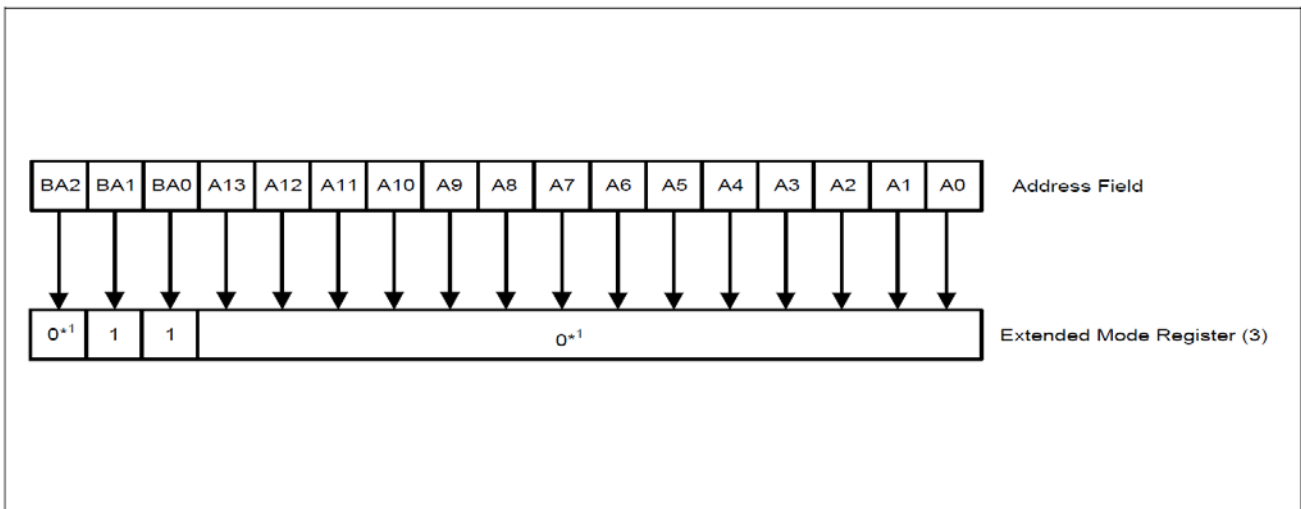 BA2 BA1 BA0 A13 A12 A11 A10 A9 A8 A7 A6 A5 A4 A3 A2 A1 A0 Address Field
0*1 1 1 0*1 Extended Mode Register (3)